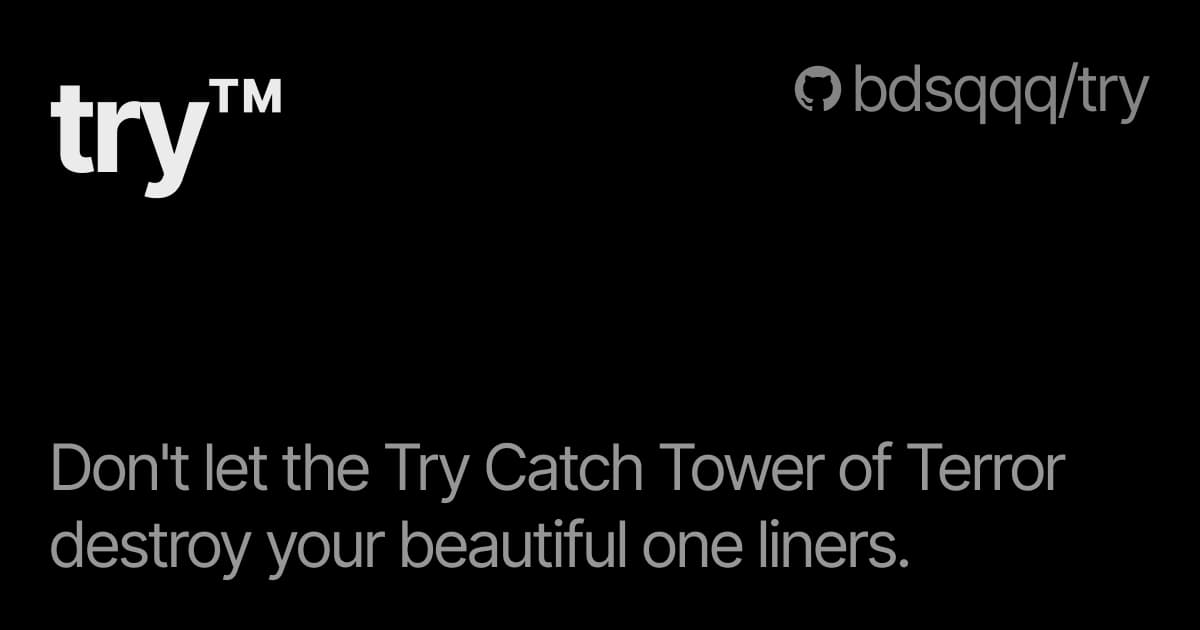 try™
bdsqqq/try
Don't let the Try Catch Tower of Terror
destroy your beautiful one liners.